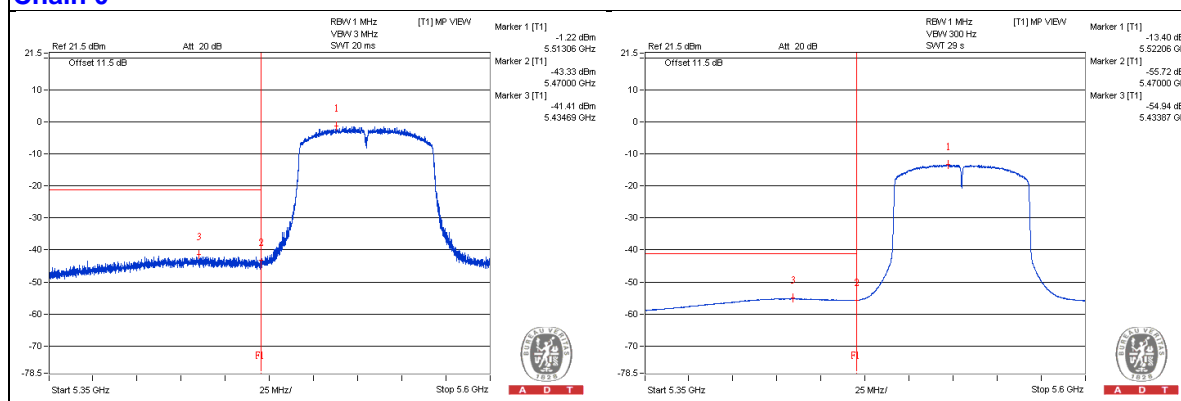 RBW 1 MHz [T1] MP VIEW
VBW 3 MHz
Ref 21.5 dBm Att 20 dB SWT 20 ms
Marker 1 [T1]
-1.22 dBm
5.51306 GHz
Marker 2 [T1]
-43.33 dBm
5.47000 GHz
Marker 3 [T1]
-41.41 dBm
5.43469 GHz
21.5
Offset 11.5 dB
10
0
-10
-20
-30
-40
-50
-60
-70
-78.5
1
2
3
F1
Start 5.35 GHz 25 MHz/ Stop 5.6 GHz
BUREAU VERITAS
1828
A D T
RBW 1 MHz [T1] MP VIEW
VBW 300 Hz
Ref 21.5 dBm Att 20 dB SWT 29 s
Marker 1 [T1]
-13.40 dB
5.52206 G
Marker 2 [T1]
-55.72 dB
5.47000 G
Marker 3 [T1]
-54.94 dB
5.43387 G
21.5
Offset 11.5 dB
10
0
-10
-20
-30
-40
-50
-60
-70
-78.5
1
2
3
F1
Start 5.35 GHz 25 MHz/ Stop 5.6 GHz
BUREAU VERITAS
1828
A D T